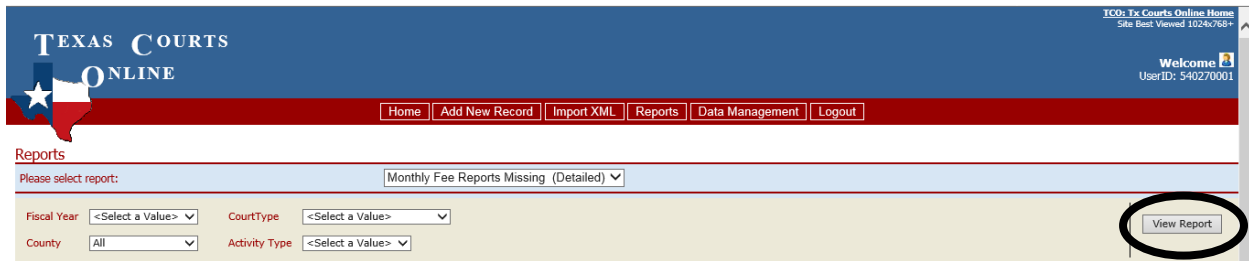 TCO: Tx Courts Online Home
Site Best Viewed 1024x768+
TEXAS COURTS
ONLINE
Welcome
UserID: 540270001
Home Add New Record Import XML Reports Data Management Logout
Reports
Please select report: Monthly Fee Reports Missing (Detailed)
Fiscal Year <Select a Value> CourtType <Select a Value> View Report
County All Activity Type <Select a Value>